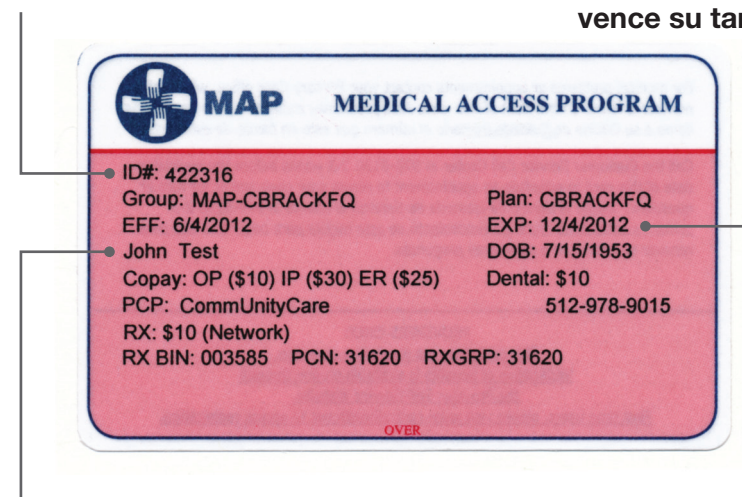 vence su tar
MAP MEDICAL ACCESS PROGRAM
ID#: 422316
Group: MAP-CBRACKFQ Plan: CBRACKFQ
EFF: 6/4/2012 EXP: 12/4/2012
John Test DOB: 7/15/1953
Copay: OP ($10) IP ($30) ER ($25) Dental: $10
PCP: CommUnityCare 512-978-9015
RX: $10 (Network)
RX BIN: 003585 PCN: 31620 RXGRP: 31620
OVER